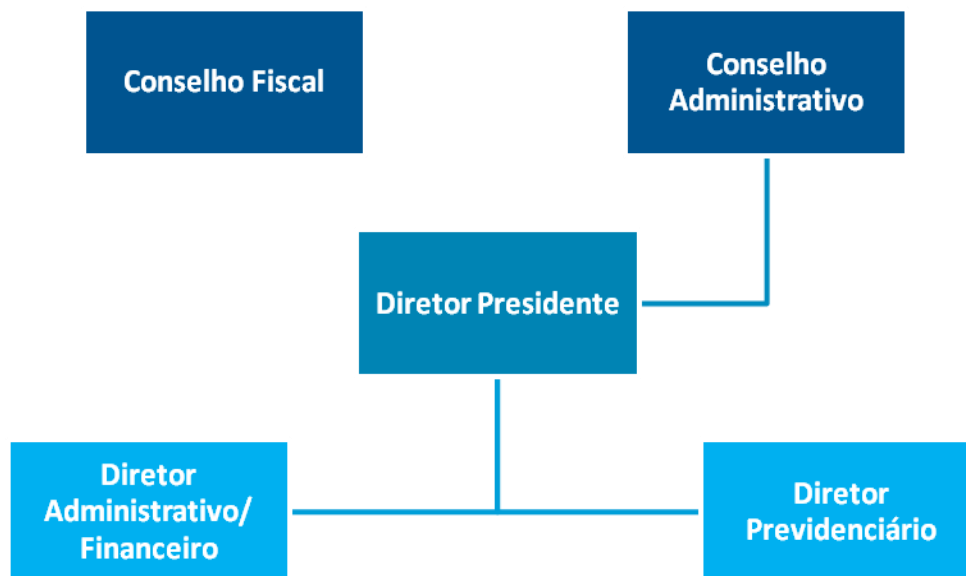 Conselho Fiscal
Conselho
Administrativo
Diretor Presidente
Diretor
Administrativo/
Financeiro
Diretor
Previdenciário